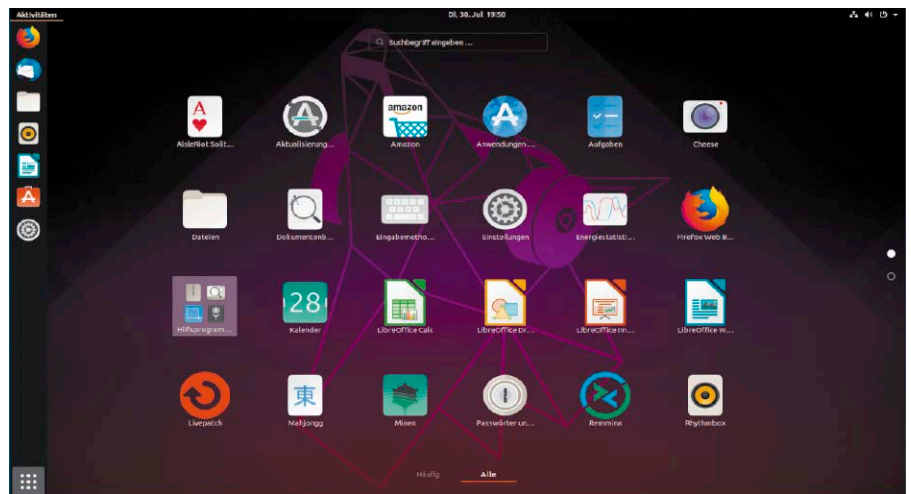 Aktivitäten
Di, 30. Jul 19:50
Suchbegriff eingeben ...
A
amazon
A
AisleRiot Solit...
Aktualisierung...
Amazon
Anwendungen ...
Aufgaben
Cheese
Dateien
Dokumentenb...
Eingabemetho...
Einstellungen
Energiestatisti...
Firefox Web B...
28
Hilfsprogram...
Kalender
LibreOffice Calc
LibreOffice Dr...
LibreOffice Im...
LibreOffice W...
東
Livepatch
Mahjongg
Minen
Passwörter un...
Remmina
Rhythmbox
Häufig
Alle